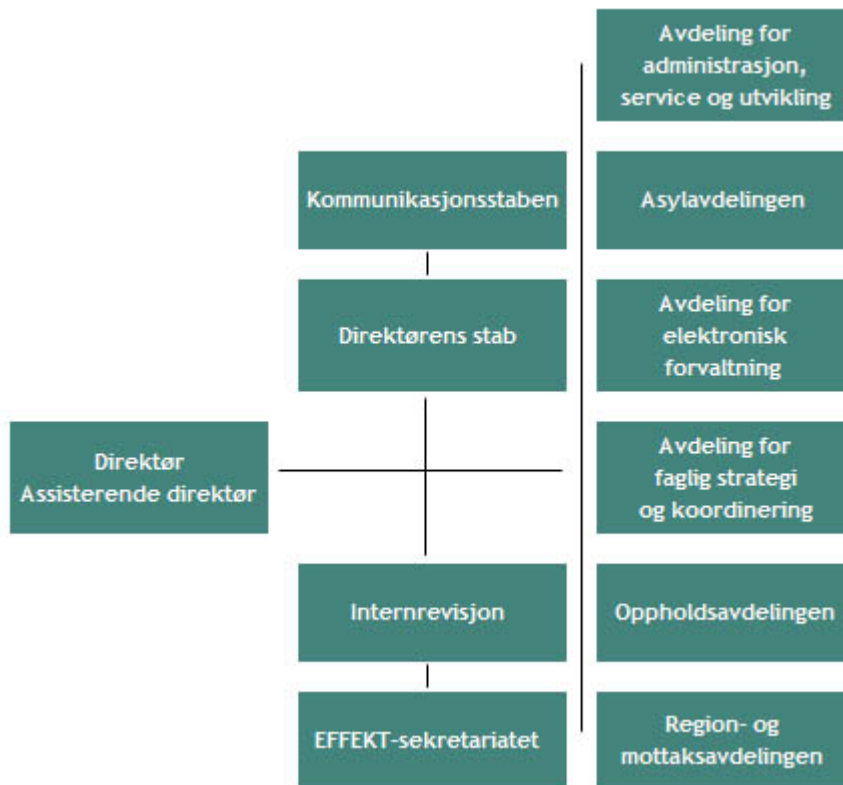 Direktør
Assisterende direktør
Kommunikasjonsstaben
Direktørens stab
Internrevisjon
EFFEKT-sekretariatet
Avdeling for
administrasjon,
service og utvikling
Asylavdelingen
Avdeling for
elektronisk
forvaltning
Avdeling for
faglig strategi
og koordinering
Oppholdsavdelingen
Region- og
mottaksavdelingen